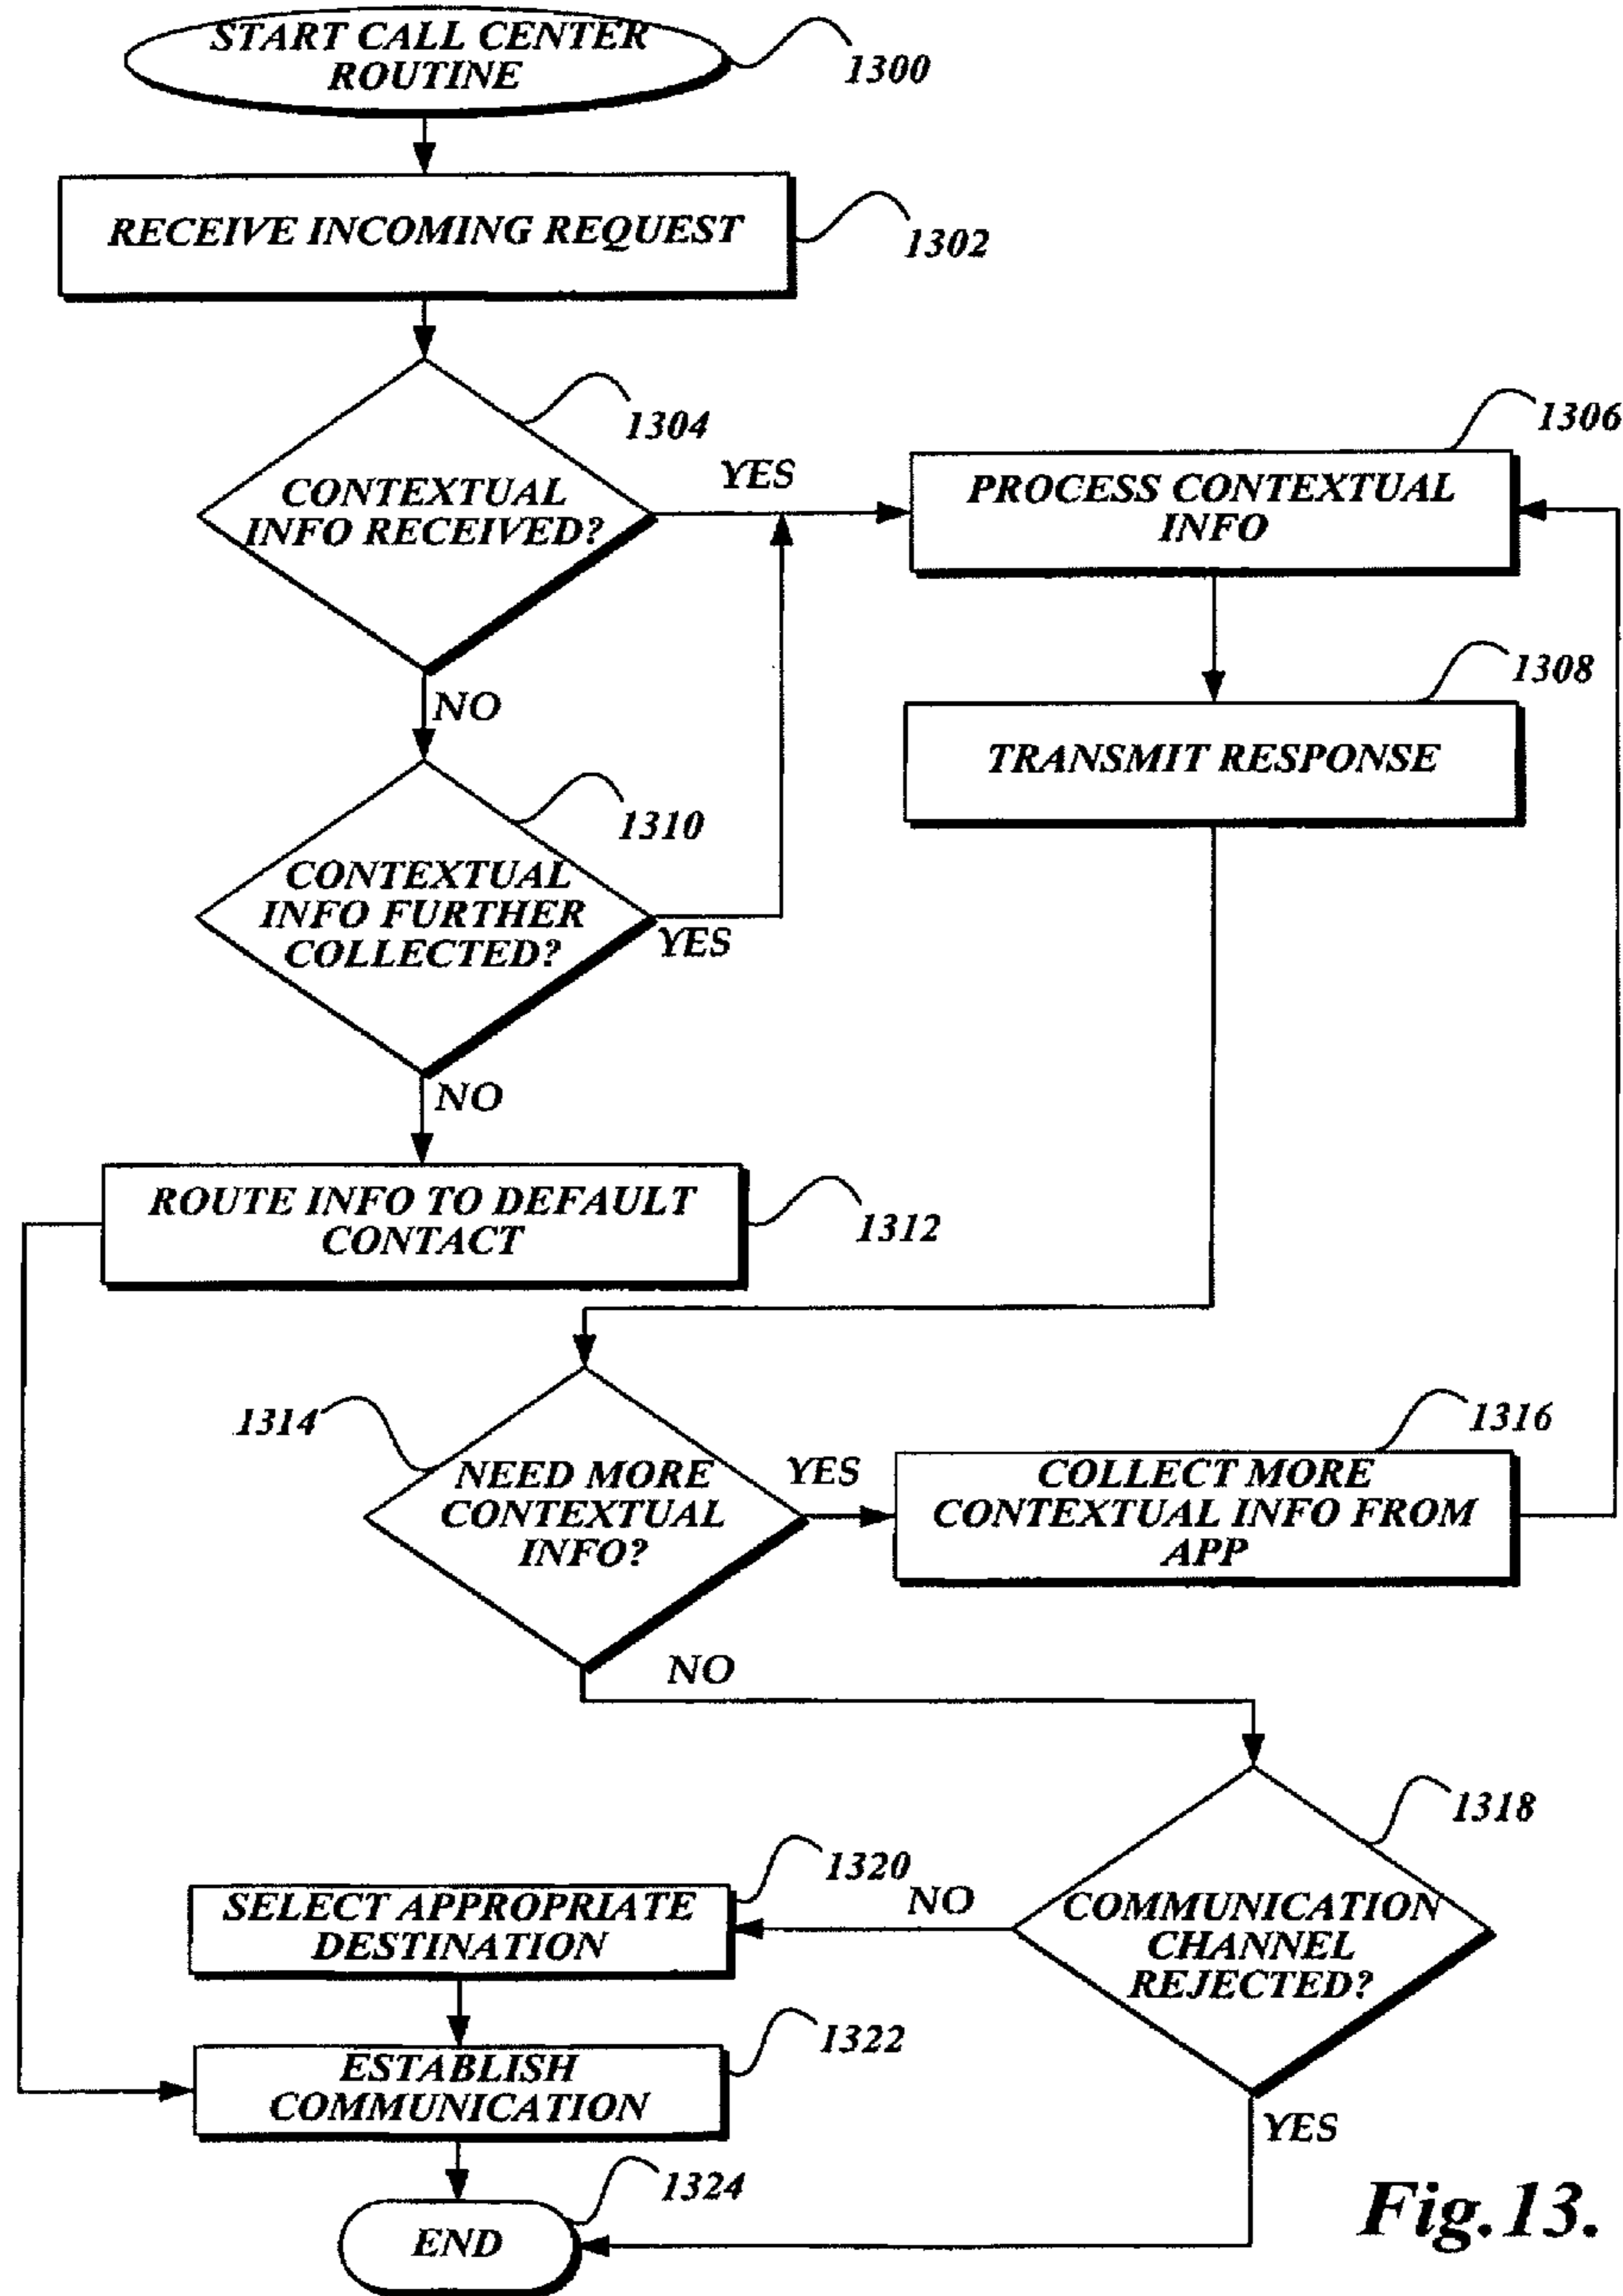 START CALL CENTER
ROUTINE
1300
RECEIVE INCOMING REQUEST
1302
1304
CONTEXTUAL
INFO RECEIVED?
YES
NO
1306
PROCESS CONTEXTUAL
INFO
1308
TRANSMIT RESPONSE
1310
CONTEXTUAL
INFO FURTHER
COLLECTED?
YES
NO
ROUTE INFO TO DEFAULT
CONTACT
1312
1314
NEED MORE
CONTEXTUAL
INFO?
YES
NO
1316
COLLECT MORE
CONTEXTUAL INFO FROM
APP
1318
COMMUNICATION
CHANNEL
REJECTED?
NO
YES
1320
SELECT APPROPRIATE
DESTINATION
1322
ESTABLISH
COMMUNICATION
1324
END
Fig.13.